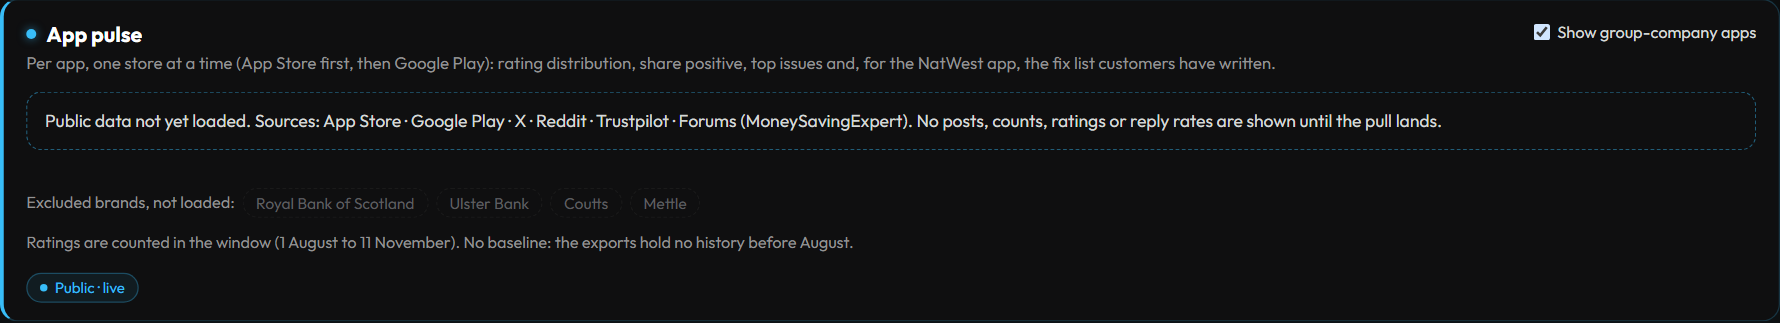 App pulse
Show group-company apps
Per app, one store at a time (App Store first, then Google Play): rating distribution, share positive, top issues and, for the NatWest app, the fix list customers have written.
Public data not yet loaded. Sources: App Store · Google Play · X · Reddit · Trustpilot · Forums (MoneySavingExpert). No posts, counts, ratings or reply rates are shown until the pull lands.
Excluded brands, not loaded: Royal Bank of Scotland Ulster Bank Coutts Mettle
Ratings are counted in the window (1 August to 11 November). No baseline: the exports hold no history before August.
Public · live